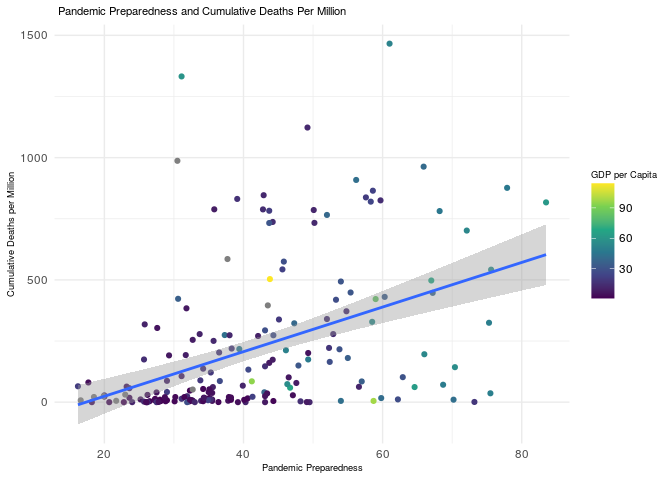 Pandemic Preparedness and Cumulative Deaths Per Million
1500
1000
500
0
Cumulative Deaths per Million
20
40
60
80
Pandemic Preparedness
GDP per Capita
90
60
30